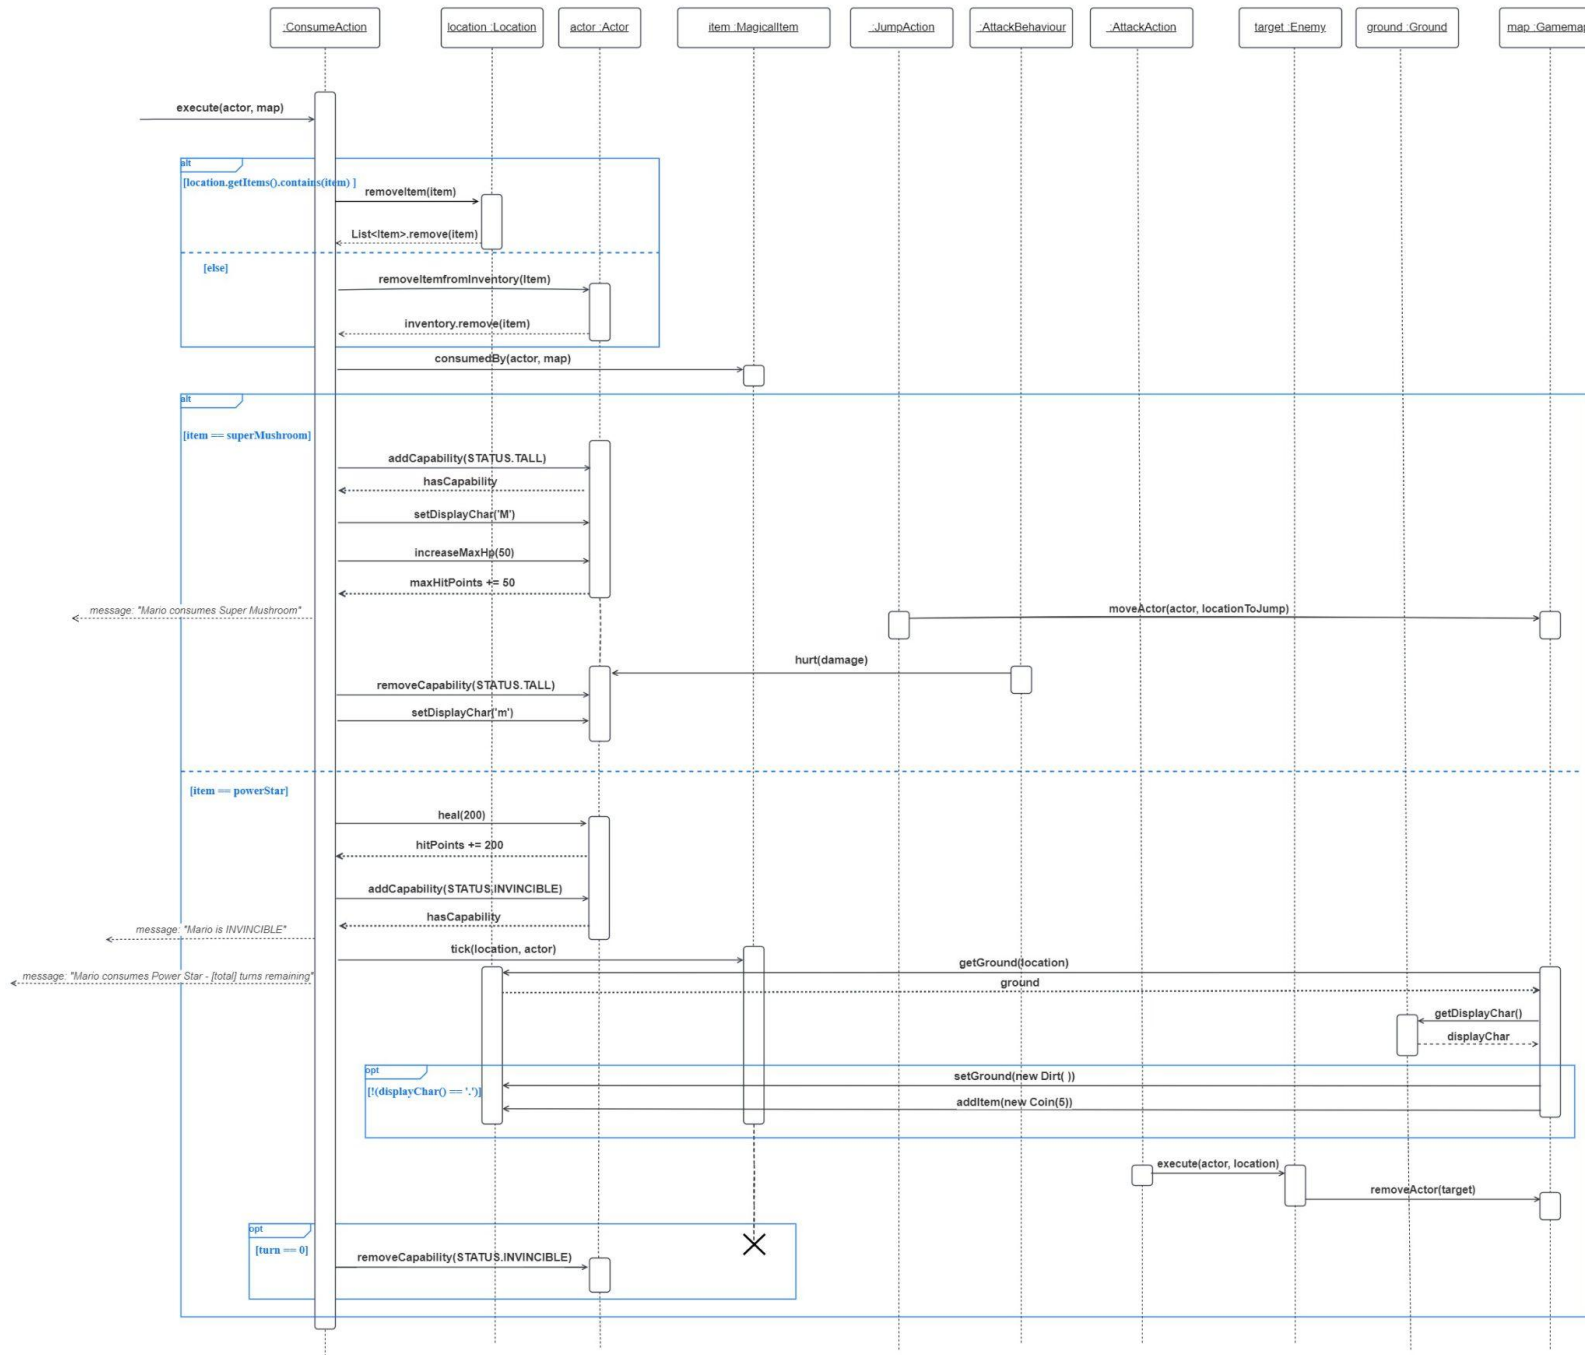 :ConsumeAction
location :Location
actor :Actor
item :MagicalItem
:JumpAction
:AttackBehaviour
:AttackAction
target :Enemy
ground :Ground
map :Gamemap
execute(actor, map)
alt
[location.getItems().contains(item) ]
removeItem(item)
List<Item>.remove(item)
[else]
removeItemfromInventory(Item)
inventory.remove(item)
consumedBy(actor, map)
alt
[item == superMushroom]
addCapability(STATUS.TALL)
hasCapability
setDisplayChar('M')
increaseMaxHp(50)
maxHitPoints += 50
message: "Mario consumes Super Mushroom"
moveActor(actor, locationToJump)
hurt(damage)
removeCapability(STATUS.TALL)
setDisplayChar('m')
[item == powerStar]
heal(200)
hitPoints += 200
addCapability(STATUS.INVINCIBLE)
hasCapability
message: "Mario is INVINCIBLE"
tick(location, actor)
getGround(location)
message: "Mario consumes Power Star - [total] turns remaining"
ground
getDisplayChar()
displayChar
opt
[!(displayChar() == '.')]
setGround(new Dirt( ))
addItem(new Coin(5))
execute(actor, location)
removeActor(target)
opt
[turn == 0]
removeCapability(STATUS.INVINCIBLE)